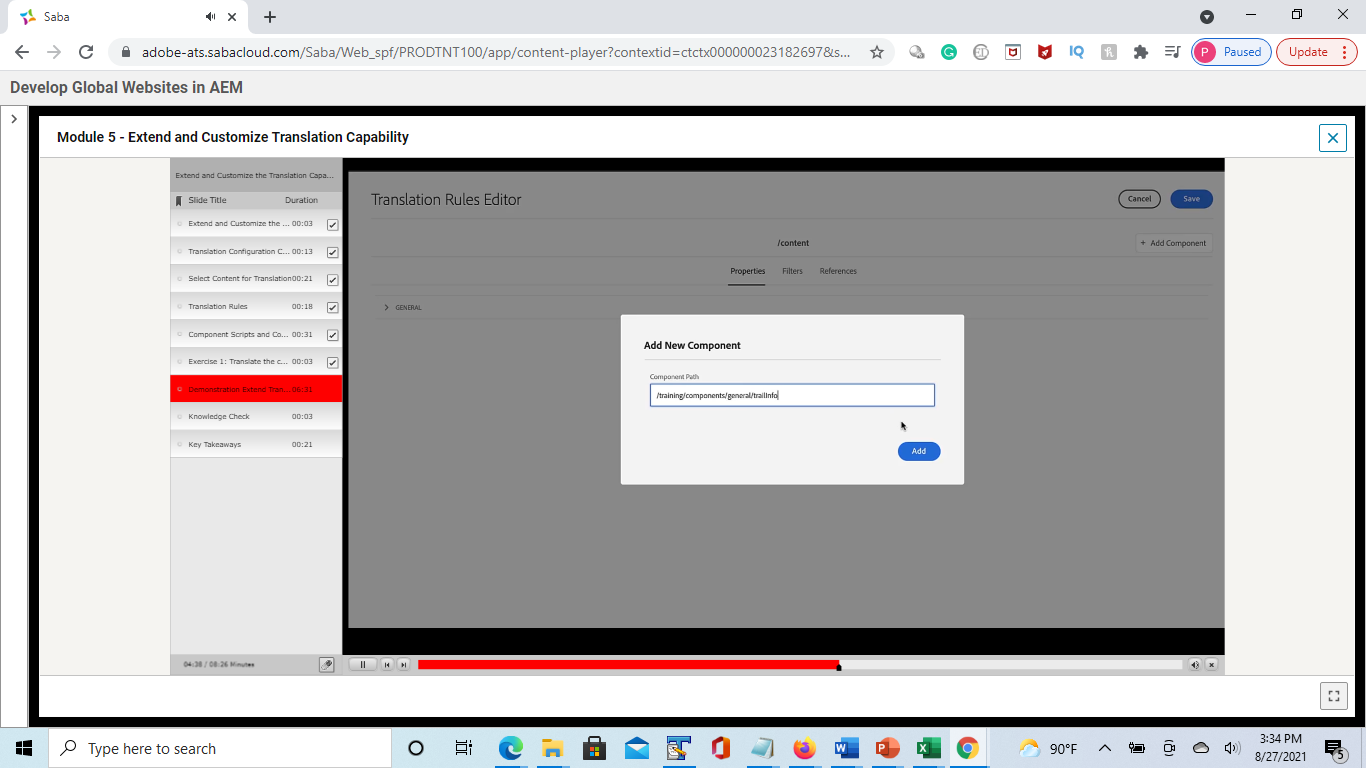 Saba
adobe-ats.sabacloud.com/Saba/Web_spf/PRODTNT100/app/content-player?contextid=ctctx000000023182697&s...
P Paused
Update
Develop Global Websites in AEM
Module 5 - Extend and Customize Translation Capability
Extend and Customize the Translation Capa...
Slide Title Duration
Extend and Customize the ... 00:03
Translation Configuration C... 00:13
Select Content for Translation 00:21
Translation Rules 00:18
Component Scripts and Co... 00:31
Exercise 1: Translate the c... 00:03
Demonstration Extend Tran...
Knowledge Check 00:03
Key Takeaways 00:21
04:38 / 08:26 Minutes
Translation Rules Editor
Cancel
Save
/content
+ Add Component
Properties Filters References
GENERAL
Add New Component
Component Path
/training/components/general/trailInfo
Add
Type here to search
90°F
3:34 PM
8/27/2021
5